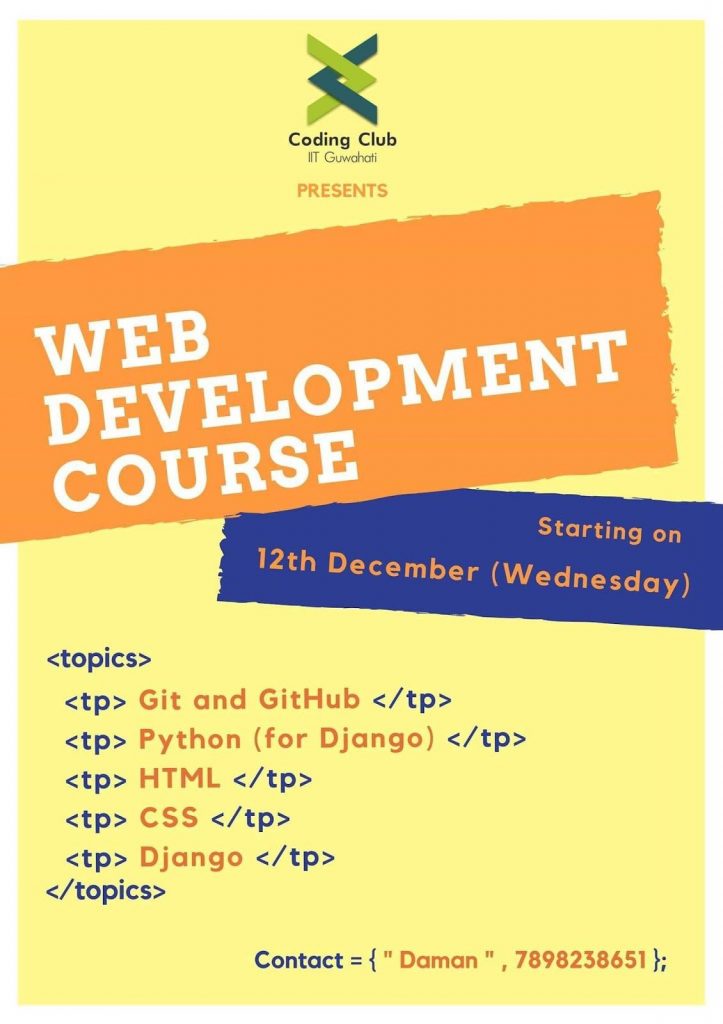 Coding Club
IIT Guwahati
PRESENTS
WEB
DEVELOPMENT
COURSE
Starting on
12th December (Wednesday)
<topics>
<tp> Git and GitHub </tp>
<tp> Python (for Django) </tp>
<tp> HTML </tp>
<tp> CSS </tp>
<tp> Django </tp>
</topics>
Contact = { " Daman " , 7898238651 };